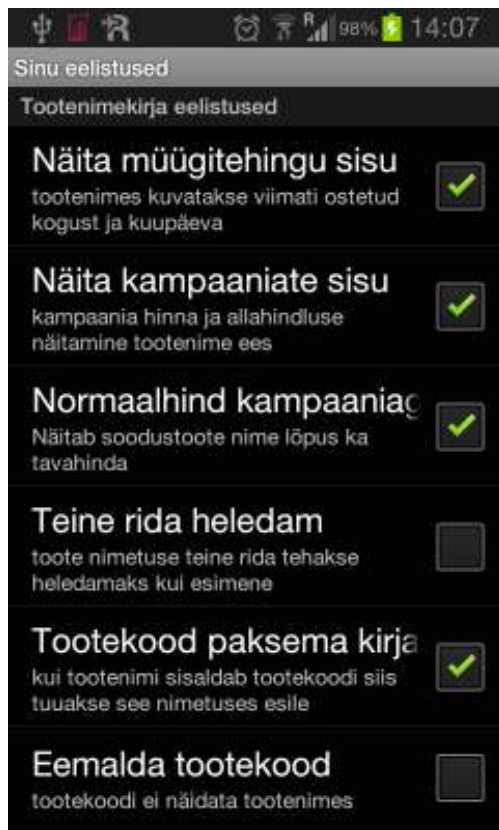 R 98% 14:07
Sinu eelistused
Tootenimekirja eelistused
Näita müügitehingu sisu
tootenimes kuvatakse viimati ostetud
kogust ja kuupäeva
Näita kampaaniate sisu
kampaania hinna ja allahindluse
näitamine tootenime ees
Normaalhind kampaaniag
Näitab soodustoote nime lõpus ka
tavahinda
Teine rida heledam
toote nimetuse teine rida tehakse
heledamaks kui esimene
Tootekood paksema kirja
kui tootenimi sisaldab tootekoodi siis
tuuakse see nimetuses esile
Eemalda tootekood
tootekoodi ei näidata tootenimes